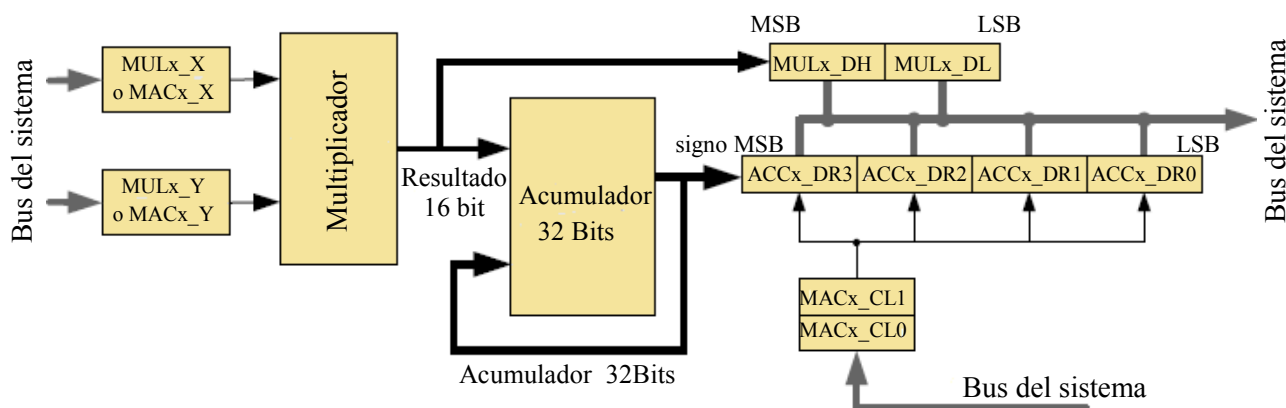 Bus del sistema
MULx_X
o MACx_X
MULx_Y
o MACx_Y
Multiplicador
Resultado
16 bit
Acumulador
32 Bits
Acumulador 32Bits
MSB
LSB
MULx_DH
MULx_DL
signo MSB
LSB
ACCx_DR3
ACCx_DR2
ACCx_DR1
ACCx_DR0
MACx_CL1
MACx_CL0
Bus del sistema
Bus del sistema